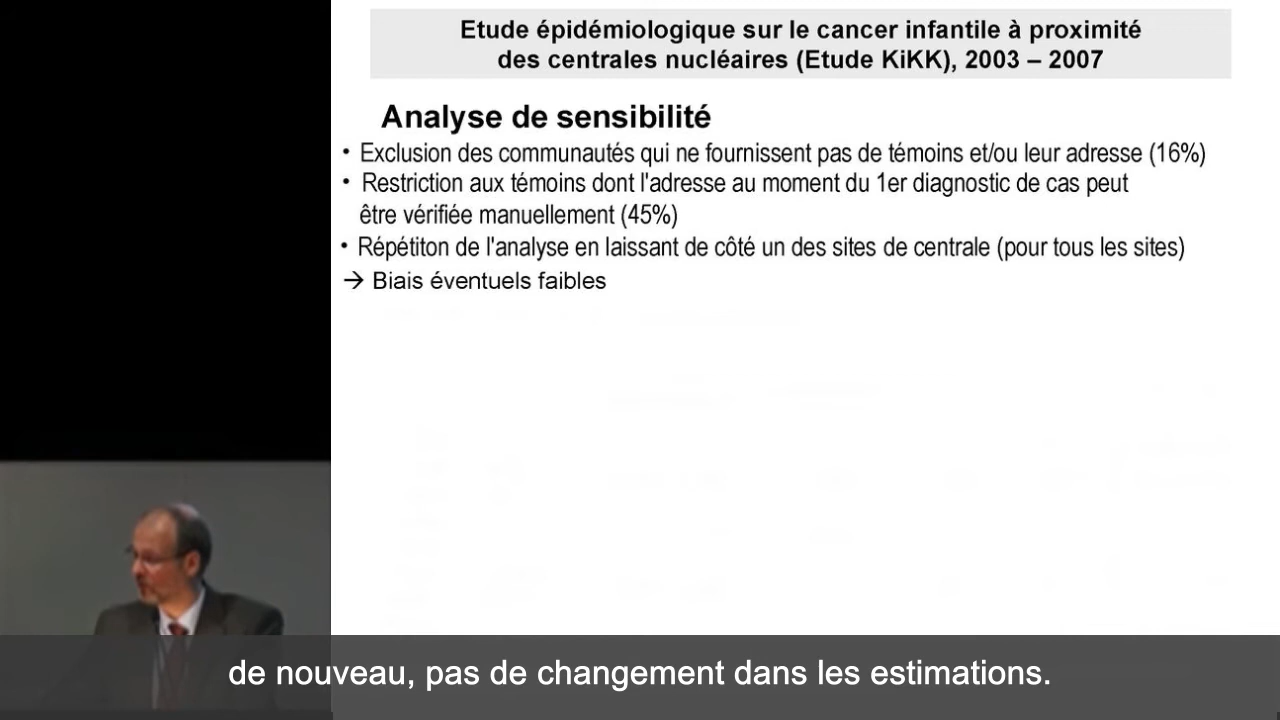 Etude épidémiologique sur le cancer infantile à proximité
des centrales nucléaires (Etude KiKK), 2003 – 2007
Analyse de sensibilité
• Exclusion des communautés qui ne fournissent pas de témoins et/ou leur adresse (16%)
• Restriction aux témoins dont l'adresse au moment du 1er diagnostic de cas peut
être vérifiée manuellement (45%)
• Répétiton de l'analyse en laissant de côté un des sites de centrale (pour tous les sites)
→ Biais éventuels faibles
de nouveau, pas de changement dans les estimations.